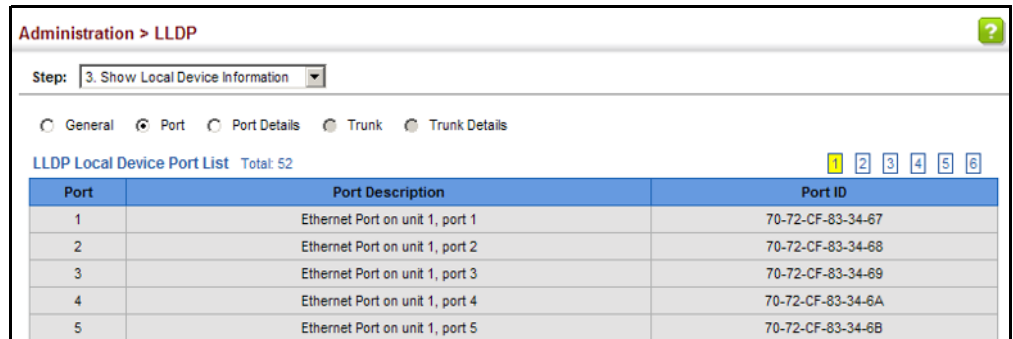 Administration > LLDP ?
Step: 3. Show Local Device Information
General Port Port Details Trunk Trunk Details
LLDP Local Device Port List Total: 52 1 2 3 4 5 6
Port Port Description Port ID
1 Ethernet Port on unit 1, port 1 70-72-CF-83-34-67
2 Ethernet Port on unit 1, port 2 70-72-CF-83-34-68
3 Ethernet Port on unit 1, port 3 70-72-CF-83-34-69
4 Ethernet Port on unit 1, port 4 70-72-CF-83-34-6A
5 Ethernet Port on unit 1, port 5 70-72-CF-83-34-6B